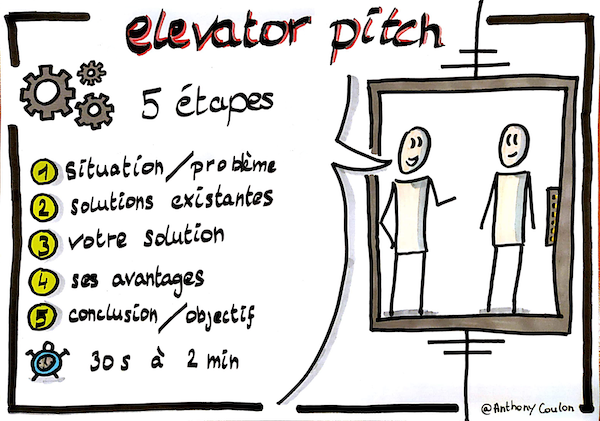 elevator pitch
5 étapes
1 situation/problème
2 solutions existantes
3 votre solution
4 ses avantages
5 conclusion/objectif
30s à 2 min
@Anthony Coulon